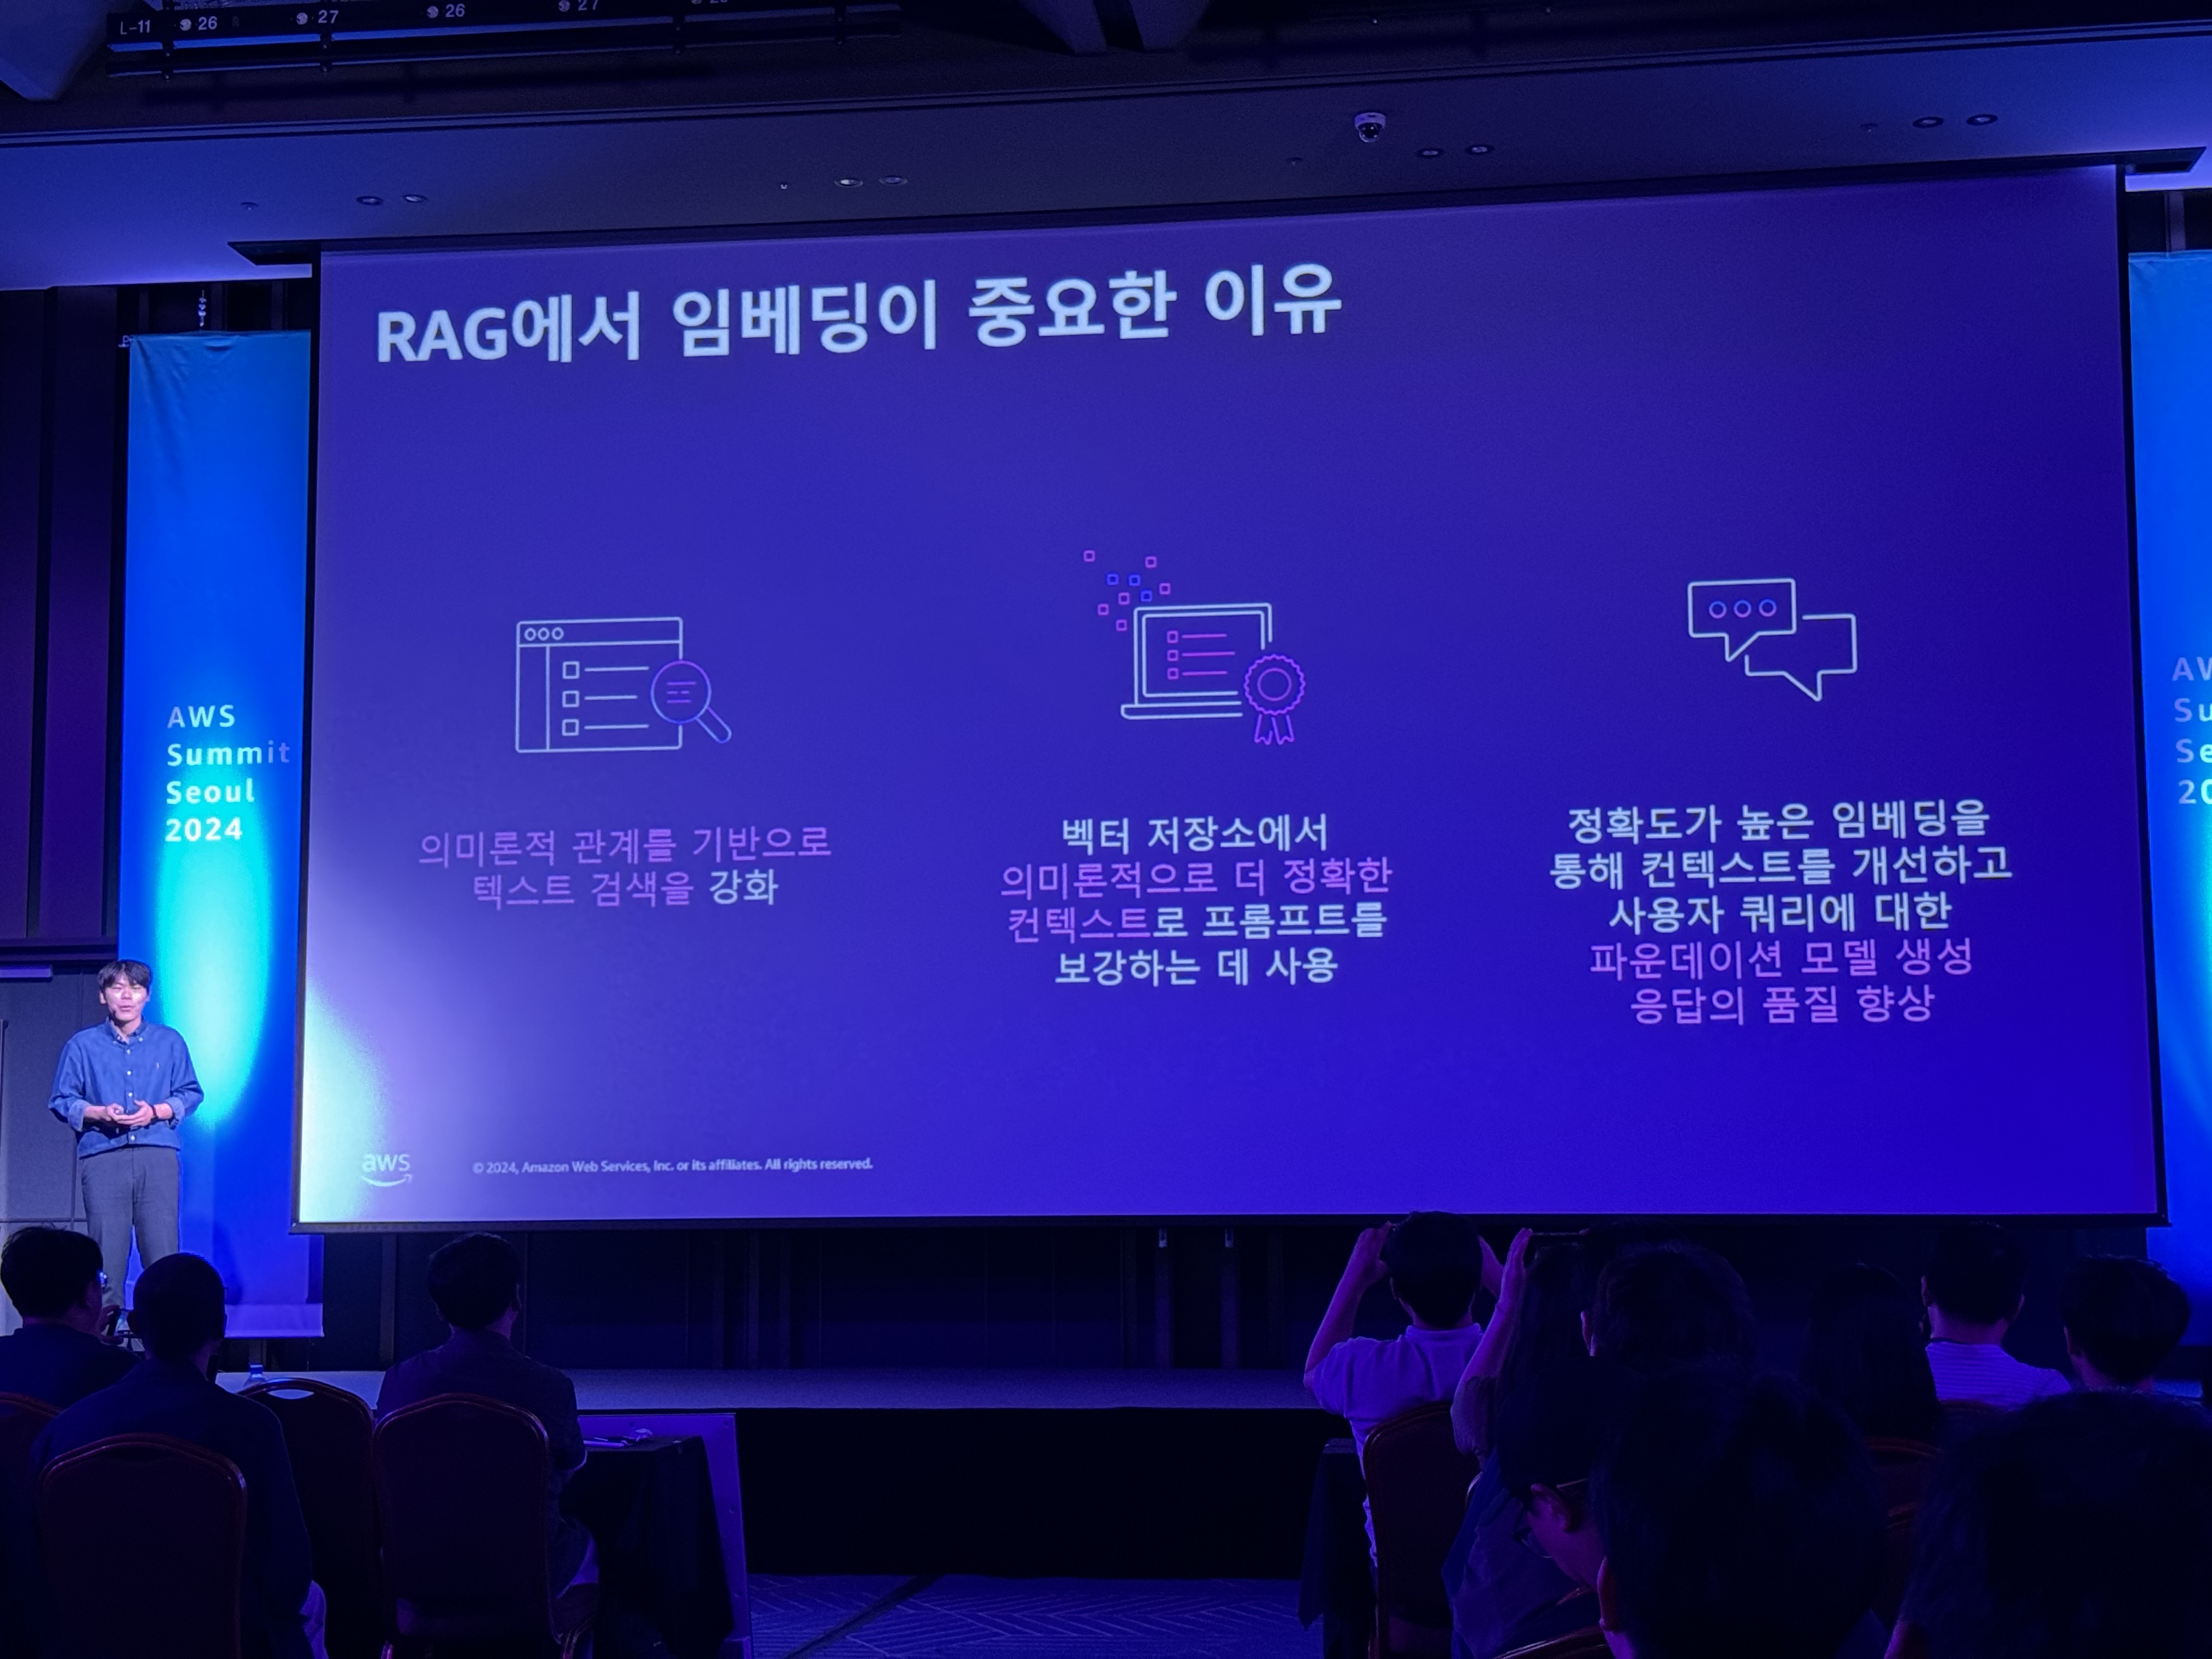 L-11 26 27 26 27
RAG에서 임베딩이 중요한 이유
의미론적 관계를 기반으로
텍스트 검색을 강화
벡터 저장소에서
의미론적으로 더 정확한
컨텍스트로 프롬프트를
보강하는 데 사용
정확도가 높은 임베딩을
통해 컨텍스트를 개선하고
사용자 쿼리에 대한
파운데이션 모델 생성
응답의 품질 향상
aws
© 2024, Amazon Web Services, Inc. or its affiliates. All rights reserved.
AWS
Summit
Seoul
2024